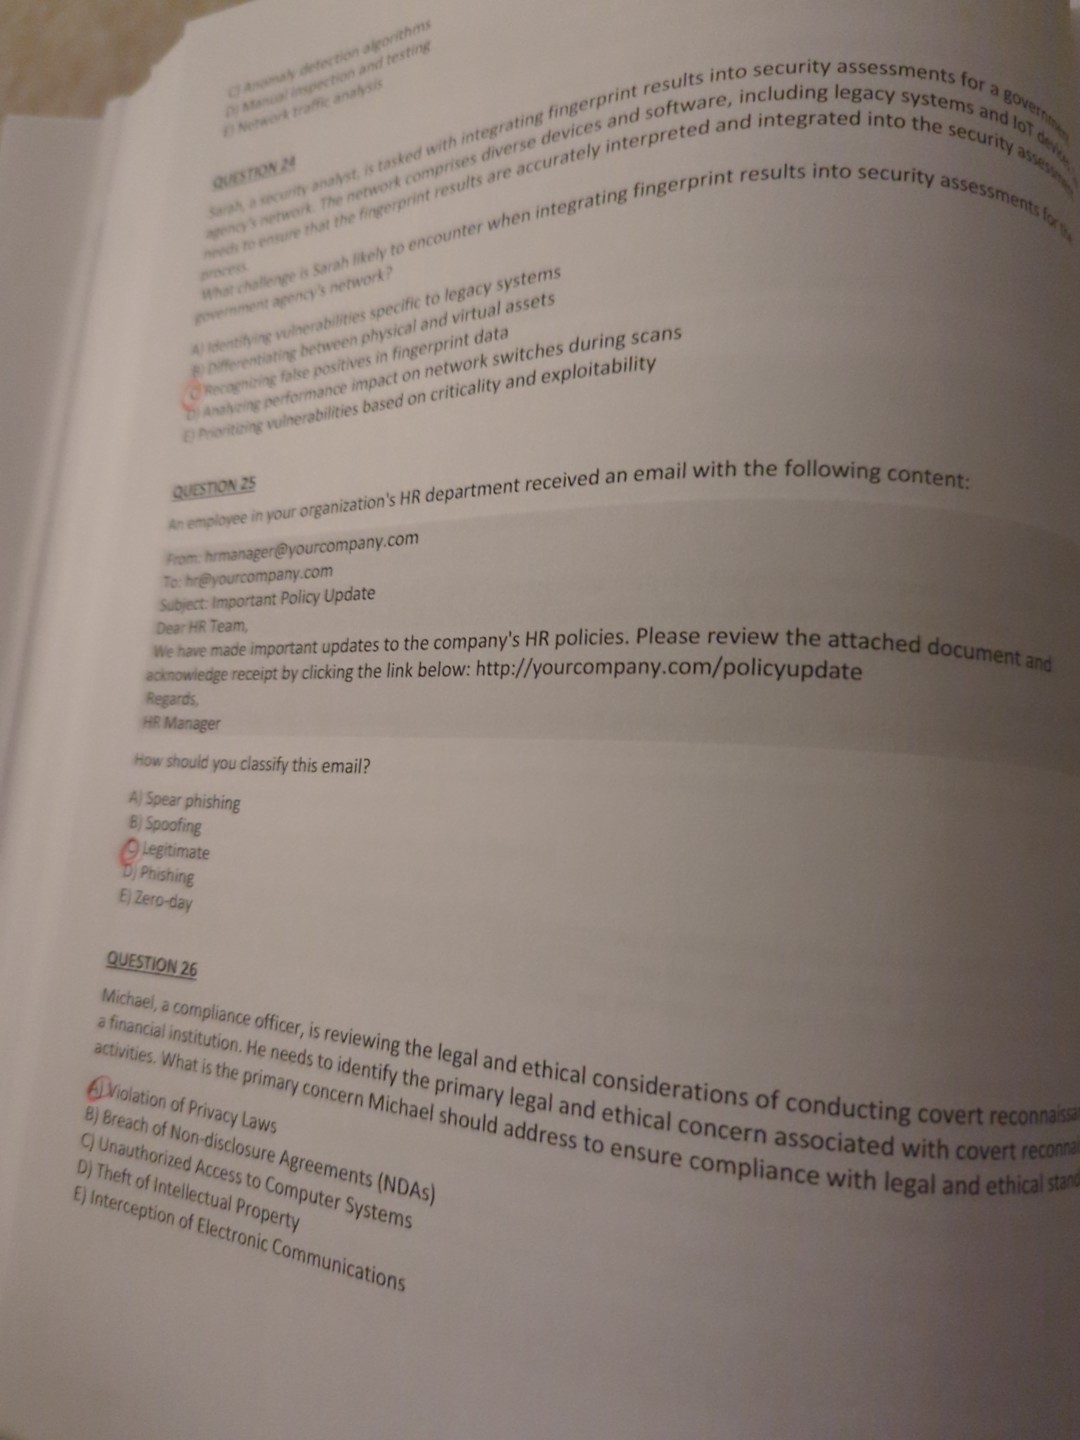 C) Anomaly detection algorithms
D) Manual inspection and testing
E) Network traffic analysis
QUESTION 24
Sarah, a security analyst, is tasked with integrating fingerprint results into security assessments for a government
agency's network. The network comprises diverse devices and software, including legacy systems and IoT devices.
needs to ensure that the fingerprint results are accurately interpreted and integrated into the security assessment
process.
What challenge is Sarah likely to encounter when integrating fingerprint results into security assessments for the
government agency's network?
A) Identifying vulnerabilities specific to legacy systems
B) Differentiating between physical and virtual assets
C) Recognizing false positives in fingerprint data
D) Analyzing performance impact on network switches during scans
E) Prioritizing vulnerabilities based on criticality and exploitability
QUESTION 25
An employee in your organization's HR department received an email with the following content:
From: hrmanager@yourcompany.com
To: hr@yourcompany.com
Subject: Important Policy Update
Dear HR Team,
We have made important updates to the company's HR policies. Please review the attached document and
acknowledge receipt by clicking the link below: http://yourcompany.com/policyupdate
Regards,
HR Manager
How should you classify this email?
A) Spear phishing
B) Spoofing
C) Legitimate
D) Phishing
E) Zero-day
QUESTION 26
Michael, a compliance officer, is reviewing the legal and ethical considerations of conducting covert
a financial institution. He needs to identify the primary legal and ethical concern associated with covert
activities. What is the primary concern Michael should address to ensure compliance with legal and ethical
A) Violation of Privacy Laws
B) Breach of Non-disclosure Agreements (NDAs)
C) Unauthorized Access to Computer Systems
D) Theft of Intellectual Property
E) Interception of Electronic Communications